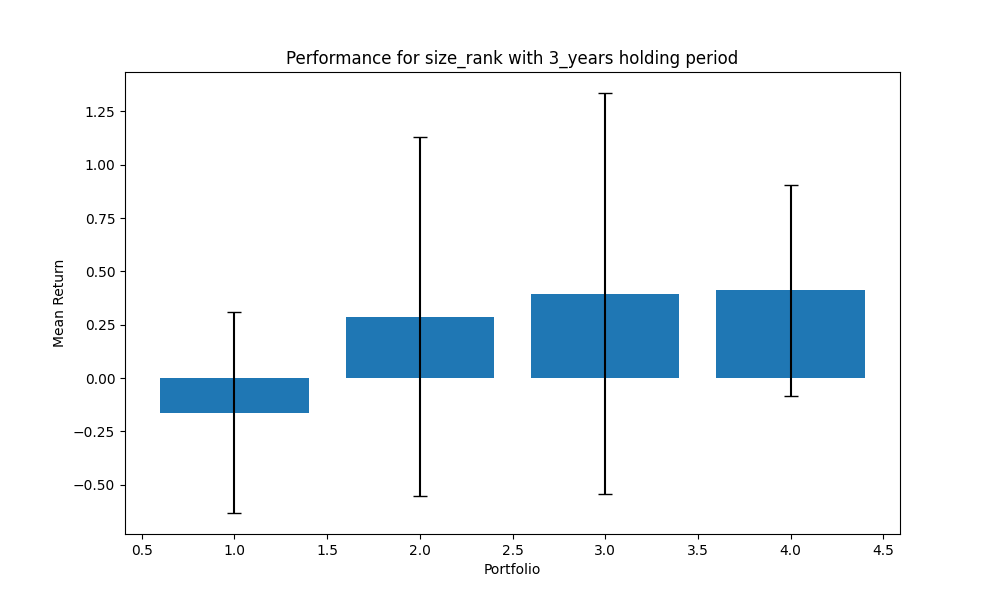 Performance for size_rank with 3_years holding period
Mean Return
1.25
1.00
0.75
0.50
0.25
0.00
−0.25
−0.50
0.5 1.0 1.5 2.0 2.5 3.0 3.5 4.0 4.5
Portfolio